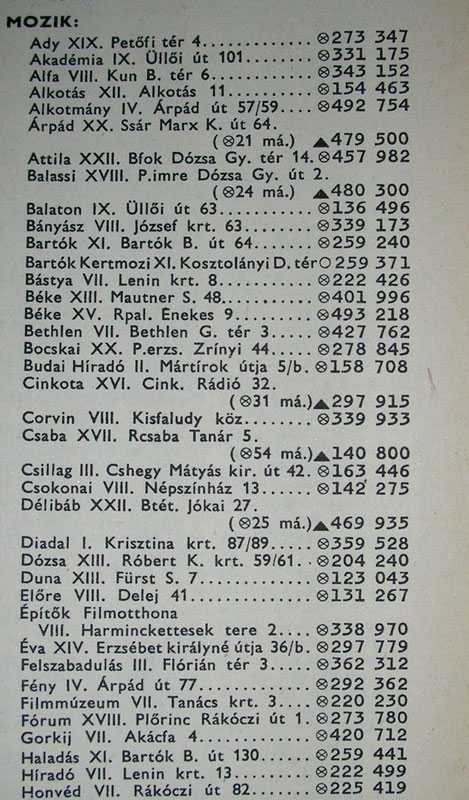 MOZIK:
Ady XIX. Petőfi tér 4............. ⊗273 347
Akadémia IX. Üllői út 101........ ⊗331 175
Alfa VIII. Kun B. tér 6............ ⊗343 152
Alkotás XII. Alkotás 11.......... ⊗154 463
Alkotmány IV. Árpád út 57/59.... ⊗492 754
Árpád XX. Ssár Marx K. út 64.
(⊗21 má.) ▲479 500
Attila XXII. Bfok Dózsa Gy. tér 14. ⊗457 982
Balassi XVIII. P.imre Dózsa Gy. út 2.
(⊗24 má.) ▲480 300
Balaton IX. Üllői út 63........... ⊗136 496
Bányász VIII. József krt. 63........ ⊗339 173
Bartók XI. Bartók B. út 64....... ⊗259 240
Bartók Kertmozi XI. Kosztolányi D. tér ○ 259 371
Bástya VII. Lenin krt. 8........... ⊗222 426
Béke XIII. Mautner S. 48......... ⊗401 996
Béke XV. Rpal. Énekes 9......... ⊗493 218
Bethlen VII. Bethlen G. tér 3..... ⊗427 762
Bocskai XX. P.erzs. Zrínyi 44.... ⊗278 845
Budai Híradó II. Mártírok útja 5/b. ⊗158 708
Cinkota XVI. Cink. Rádió 32.
(⊗31 má.) ▲297 915
Corvin VIII. Kisfaludy köz........ ⊗339 933
Csaba XVII. Rcsaba Tanár 5.
(⊗54 má.) ▲140 800
Csillag III. Cshegy Mátyás kir. út 42. ⊗163 446
Csokonai VIII. Népszínház 13...... ⊗142 275
Délibáb XXII. Btét. Jókai 27.
(⊗25 má.) ▲469 935
Diadal I. Krisztina krt. 87/89..... ⊗359 528
Dózsa XIII. Róbert K. krt. 59/61.. ⊗204 240
Duna XIII. Fürst S. 7............. ⊗123 043
Előre VIII. Delej 41.............. ⊗131 267
Építők Filmotthona
VIII. Harminckettesek tere 2.... ⊗338 970
Éva XIV. Erzsébet királyné útja 36/b. ⊗297 779
Felszabadulás III. Flórián tér 3..... ⊗362 312
Fény IV. Árpád út 77............. ⊗292 362
Filmmúzeum VII. Tanács krt. 3.... ⊗220 230
Fórum XVIII. Plőrinc Rákóczi út 1. ⊗273 780
Gorkij VII. Akácfa 4............. ⊗420 712
Haladás XI. Bartók B. út 130...... ⊗259 441
Híradó VII. Lenin krt. 13......... ⊗222 499
Honvéd VII. Rákóczi út 82....... ⊗225 419